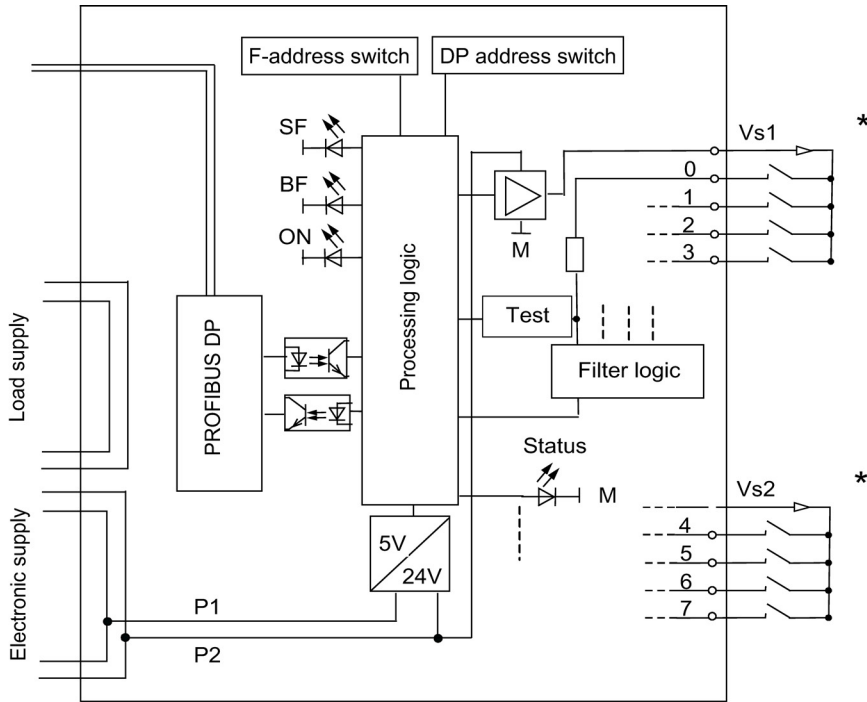 F-address switch
DP address switch
SF
BF
ON
Vs1
*
0
1
2
3
M
Processing logic
Test
Filter logic
PROFIBUS DP
Load supply
Status
M
Vs2
*
4
5
6
7
5V
24V
Electronic supply
P1
P2